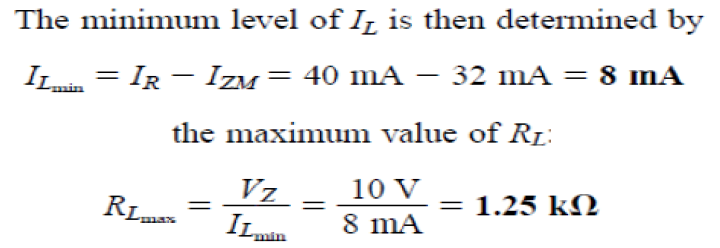 The minimum level of I_L is then determined by
I_Lmin = I_R − I_ZM = 40 mA − 32 mA = 8 mA
the maximum value of R_L:
R_Lmax = V_Z / I_Lmin = 10 V / 8 mA = 1.25 kΩ